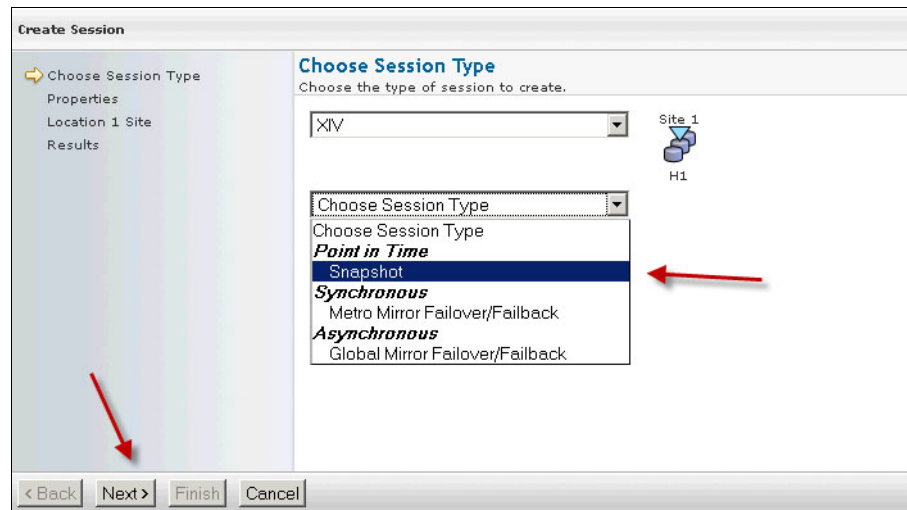 Create Session
Choose Session Type
Properties
Location 1 Site
Results
Choose Session Type
Choose the type of session to create.
XIV
Site 1
H1
Choose Session Type
Choose Session Type
Point in Time
Snapshot
Synchronous
Metro Mirror Failover/Failback
Asynchronous
Global Mirror Failover/Failback
< Back Next > Finish Cancel